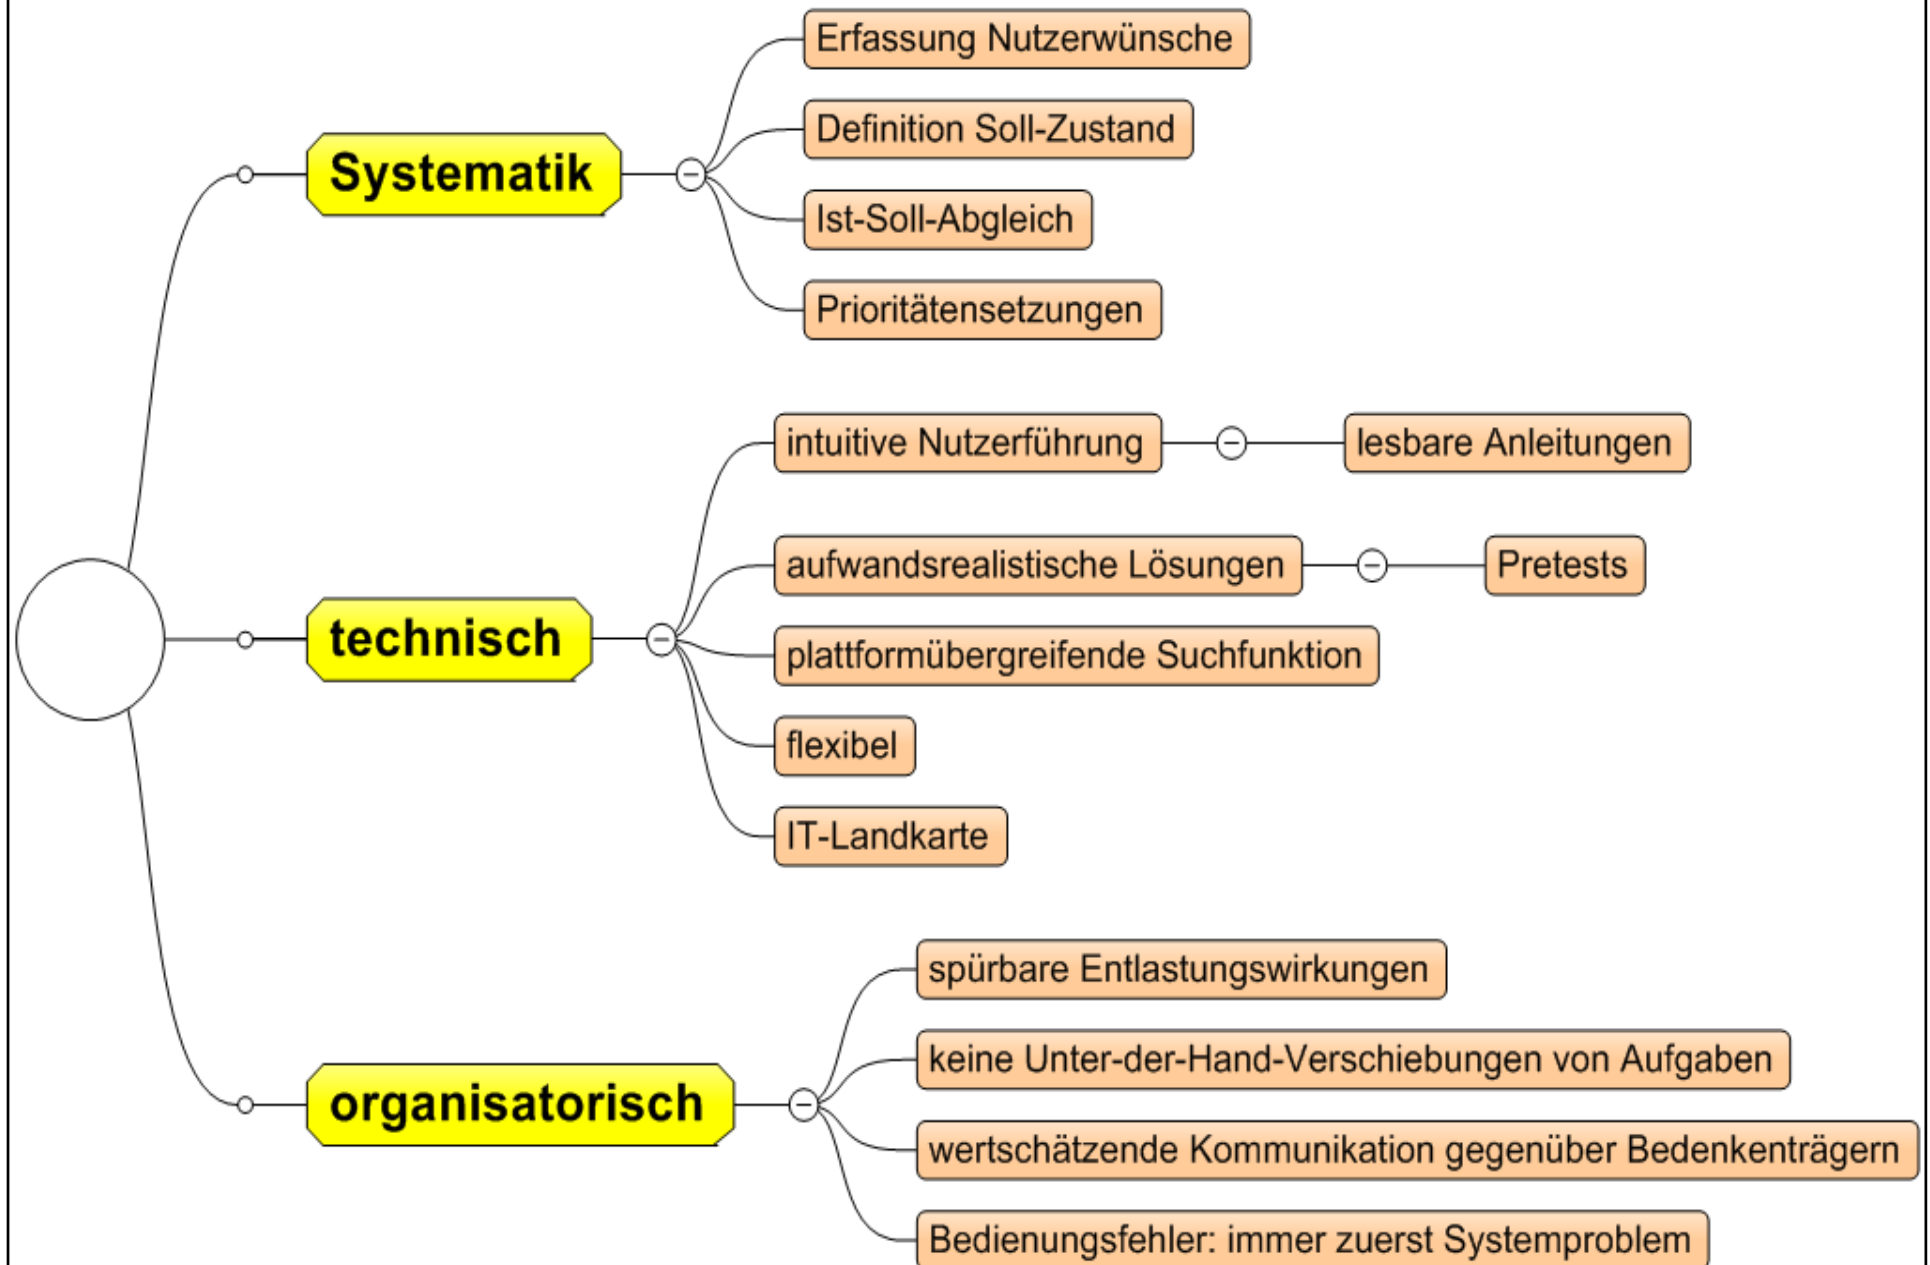 Systematik
Erfassung Nutzerwünsche
Definition Soll-Zustand
Ist-Soll-Abgleich
Prioritätensetzungen
technisch
intuitive Nutzerführung
lesbare Anleitungen
aufwandsrealistische Lösungen
Pretests
plattformübergreifende Suchfunktion
flexibel
IT-Landkarte
organisatorisch
spürbare Entlastungswirkungen
keine Unter-der-Hand-Verschiebungen von Aufgaben
wertschätzende Kommunikation gegenüber Bedenkenträgern
Bedienungsfehler: immer zuerst Systemproblem